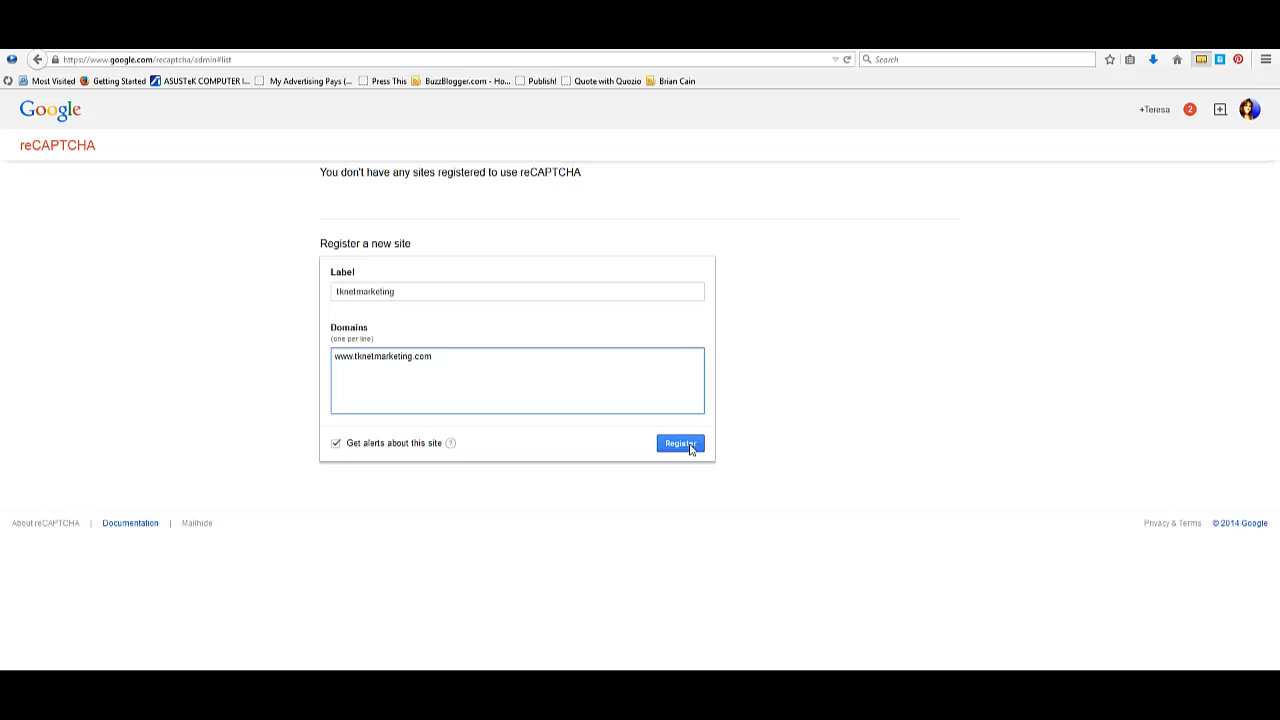 https://www.google.com/recaptcha/admin#list
Search
Most Visited
Getting Started
ASUSTeK COMPUTER I...
My Advertising Pays (...
Press This
BuzzBlogger.com - Ho...
Publish!
Quote with Quozio
Brian Cain
Google
+Teresa
2
reCAPTCHA
You don't have any sites registered to use reCAPTCHA
Register a new site
Label
tknetmarketing
Domains
(one per line)
www.tknetmarketing.com
Get alerts about this site
?
Register
About reCAPTCHA | Documentation | Mailhide
Privacy & Terms © 2014 Google